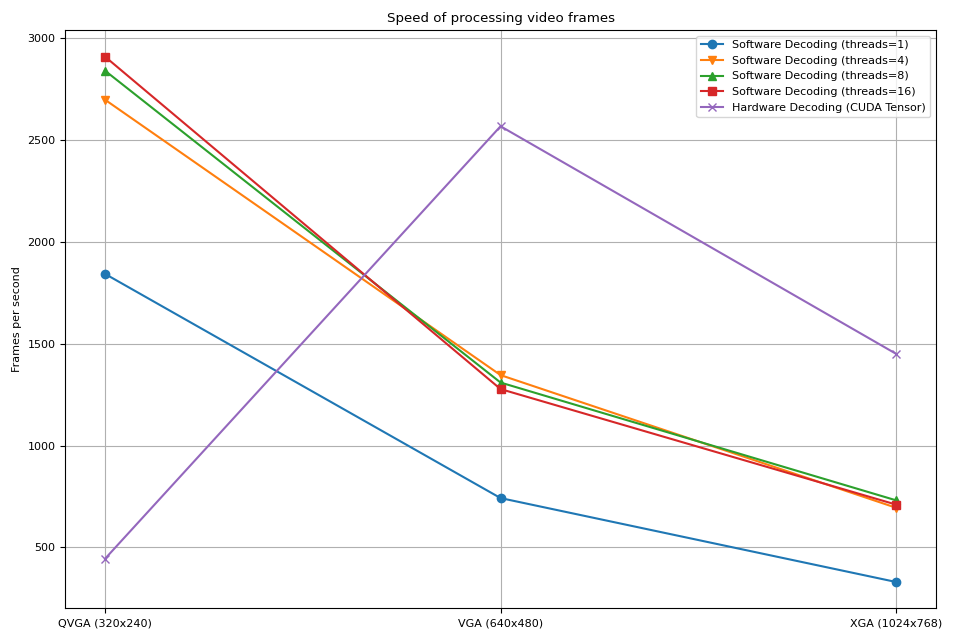 Speed of processing video frames
3000
2500
2000
1500
1000
500
Frames per second
Software Decoding (threads=1)
Software Decoding (threads=4)
Software Decoding (threads=8)
Software Decoding (threads=16)
Hardware Decoding (CUDA Tensor)
QVGA (320x240)
VGA (640x480)
XGA (1024x768)